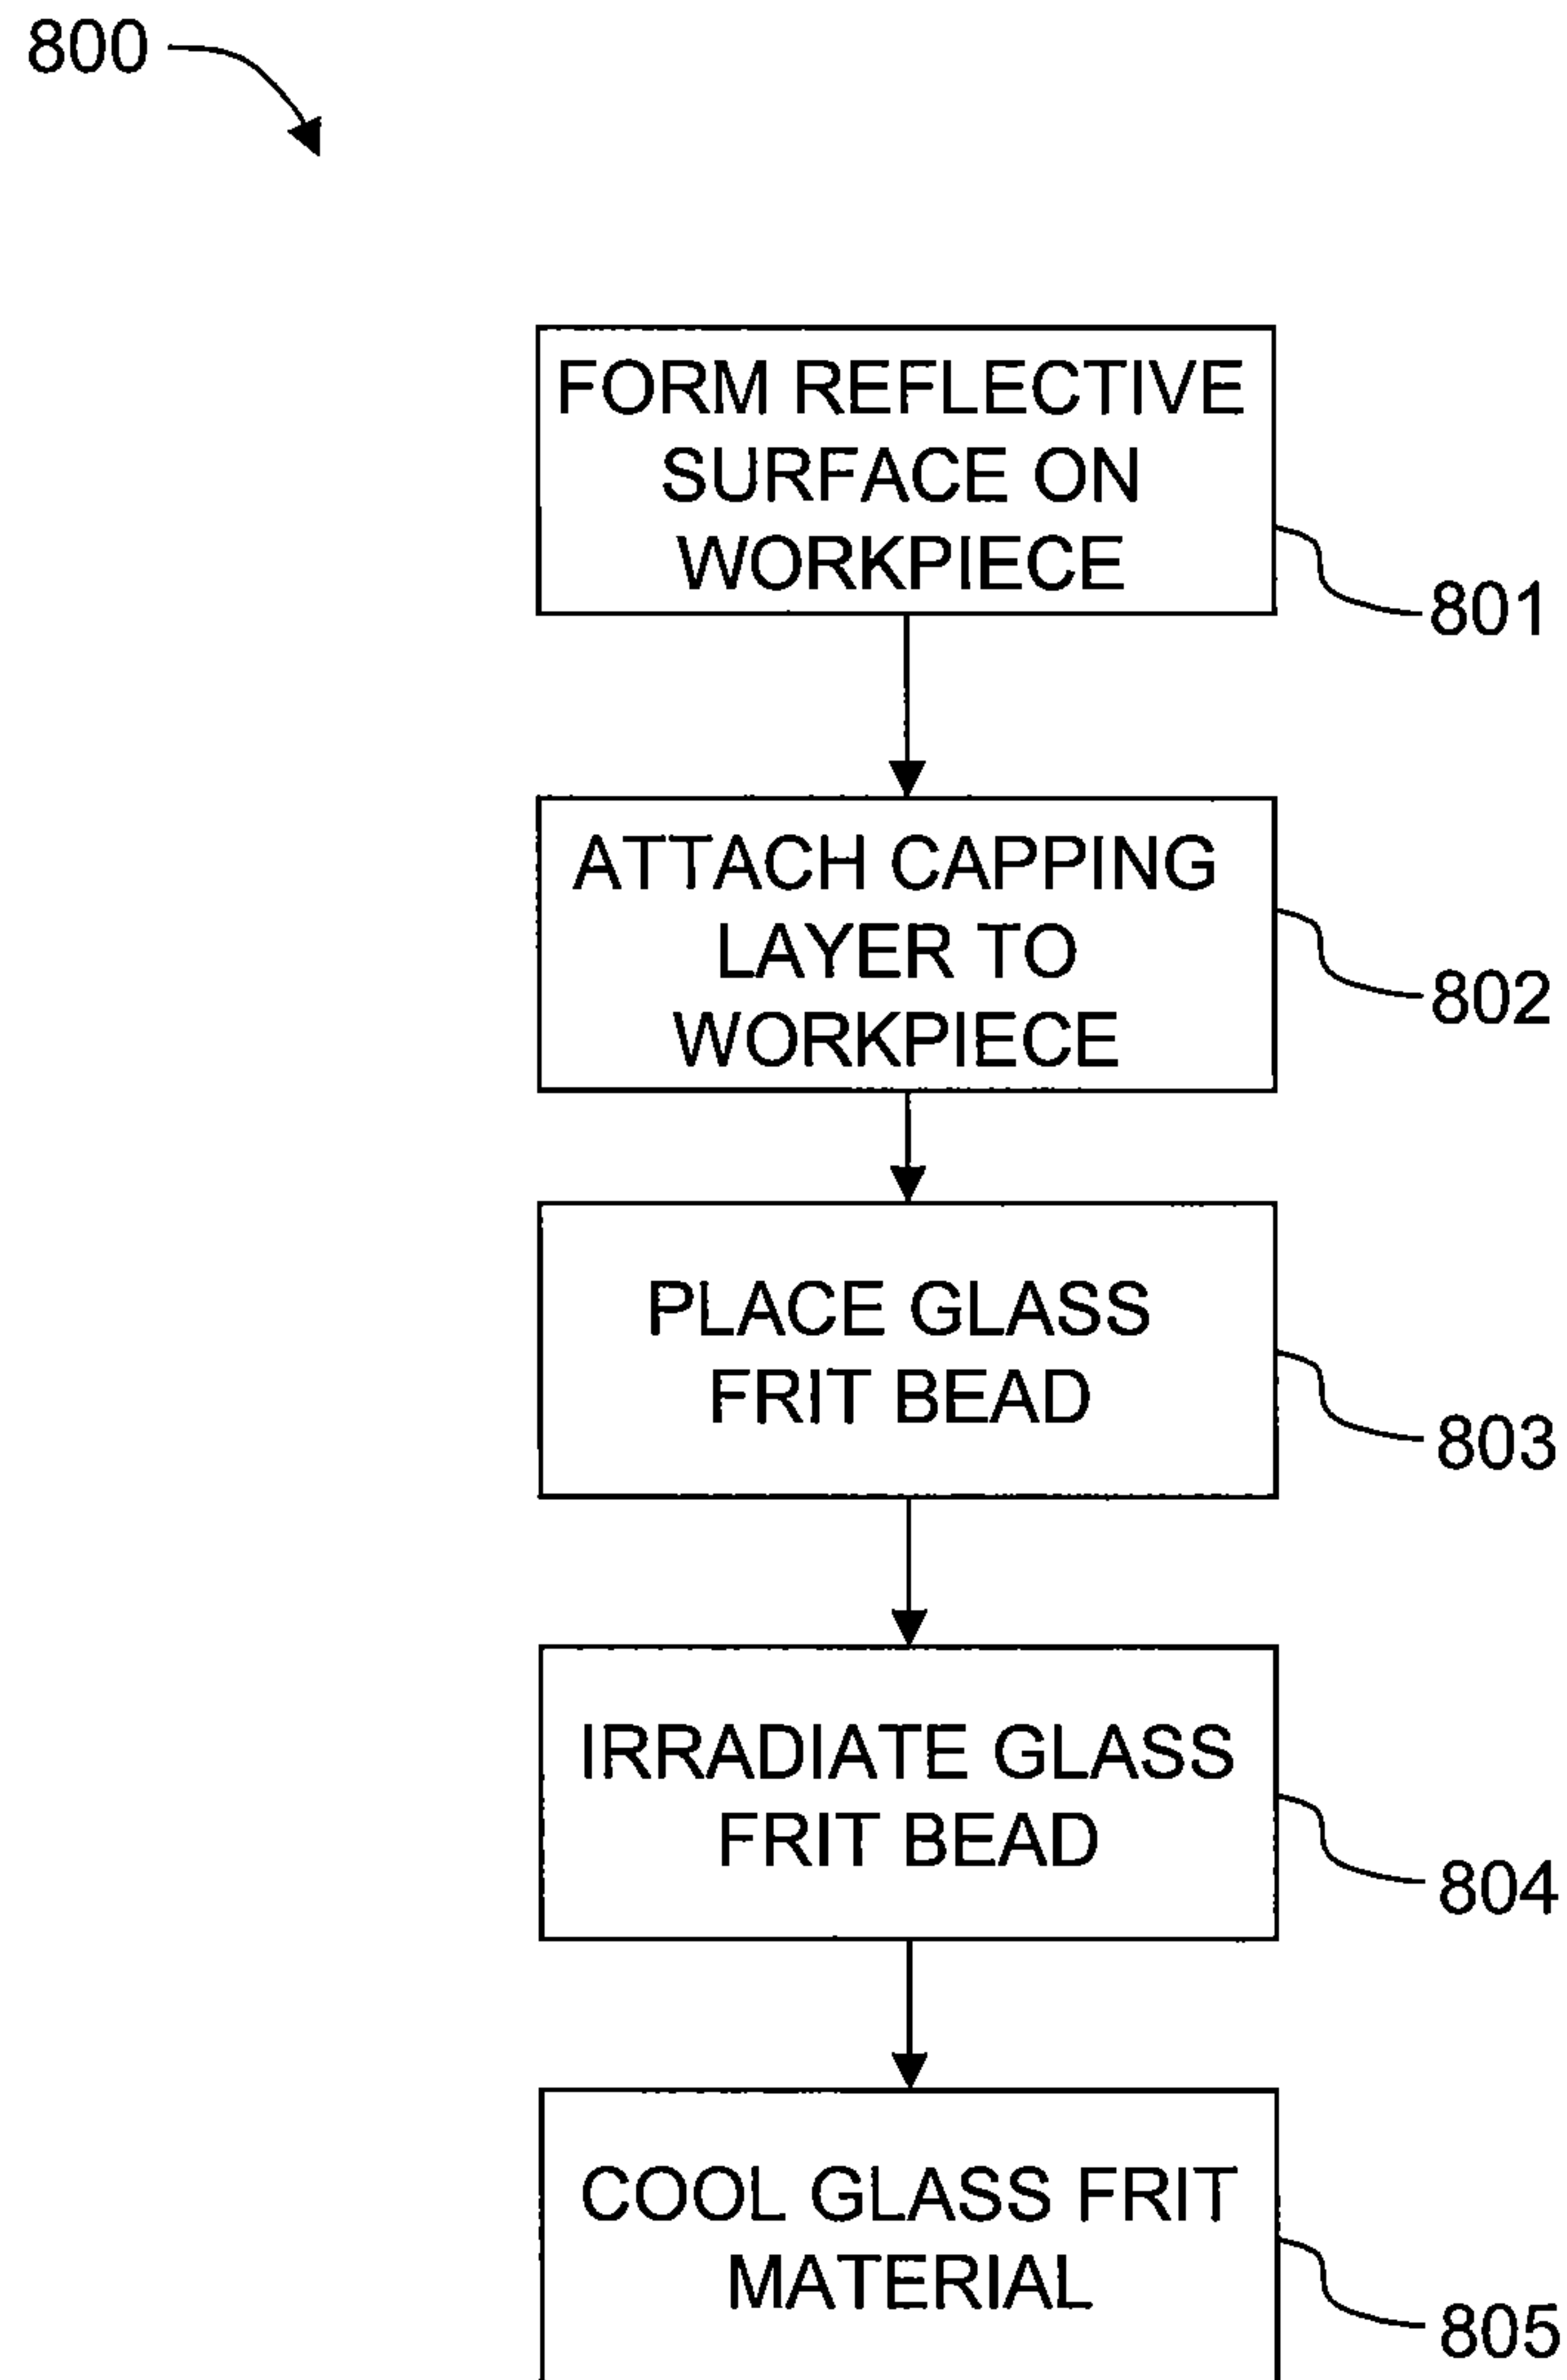 800
FORM REFLECTIVE
SURFACE ON
WORKPIECE
801
ATTACH CAPPING
LAYER TO
WORKPIECE
802
PLACE GLASS
FRIT BEAD
803
IRRADIATE GLASS
FRIT BEAD
804
COOL GLASS FRIT
MATERIAL
805